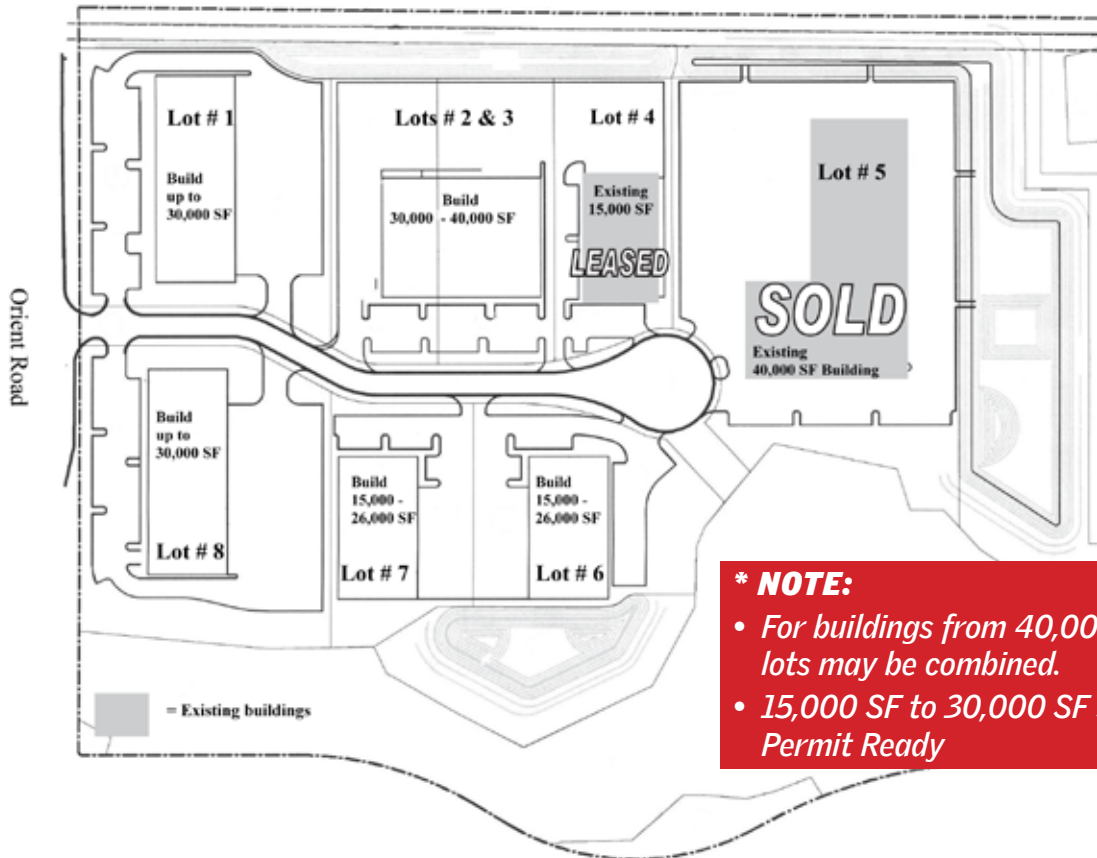 Lot # 1
Build
up to
30,000 SF
Lots # 2 & 3
Build
30,000 - 40,000 SF
Lot # 4
Existing
15,000 SF
LEASED
Lot # 5
SOLD
Existing
40,000 SF Building
Orient Road
Build
up to
30,000 SF
Lot # 8
Build
15,000 -
26,000 SF
Lot # 7
Build
15,000 -
26,000 SF
Lot # 6
* NOTE:
• For buildings from 40,00
lots may be combined.
• 15,000 SF to 30,000 SF
Permit Ready
= Existing buildings